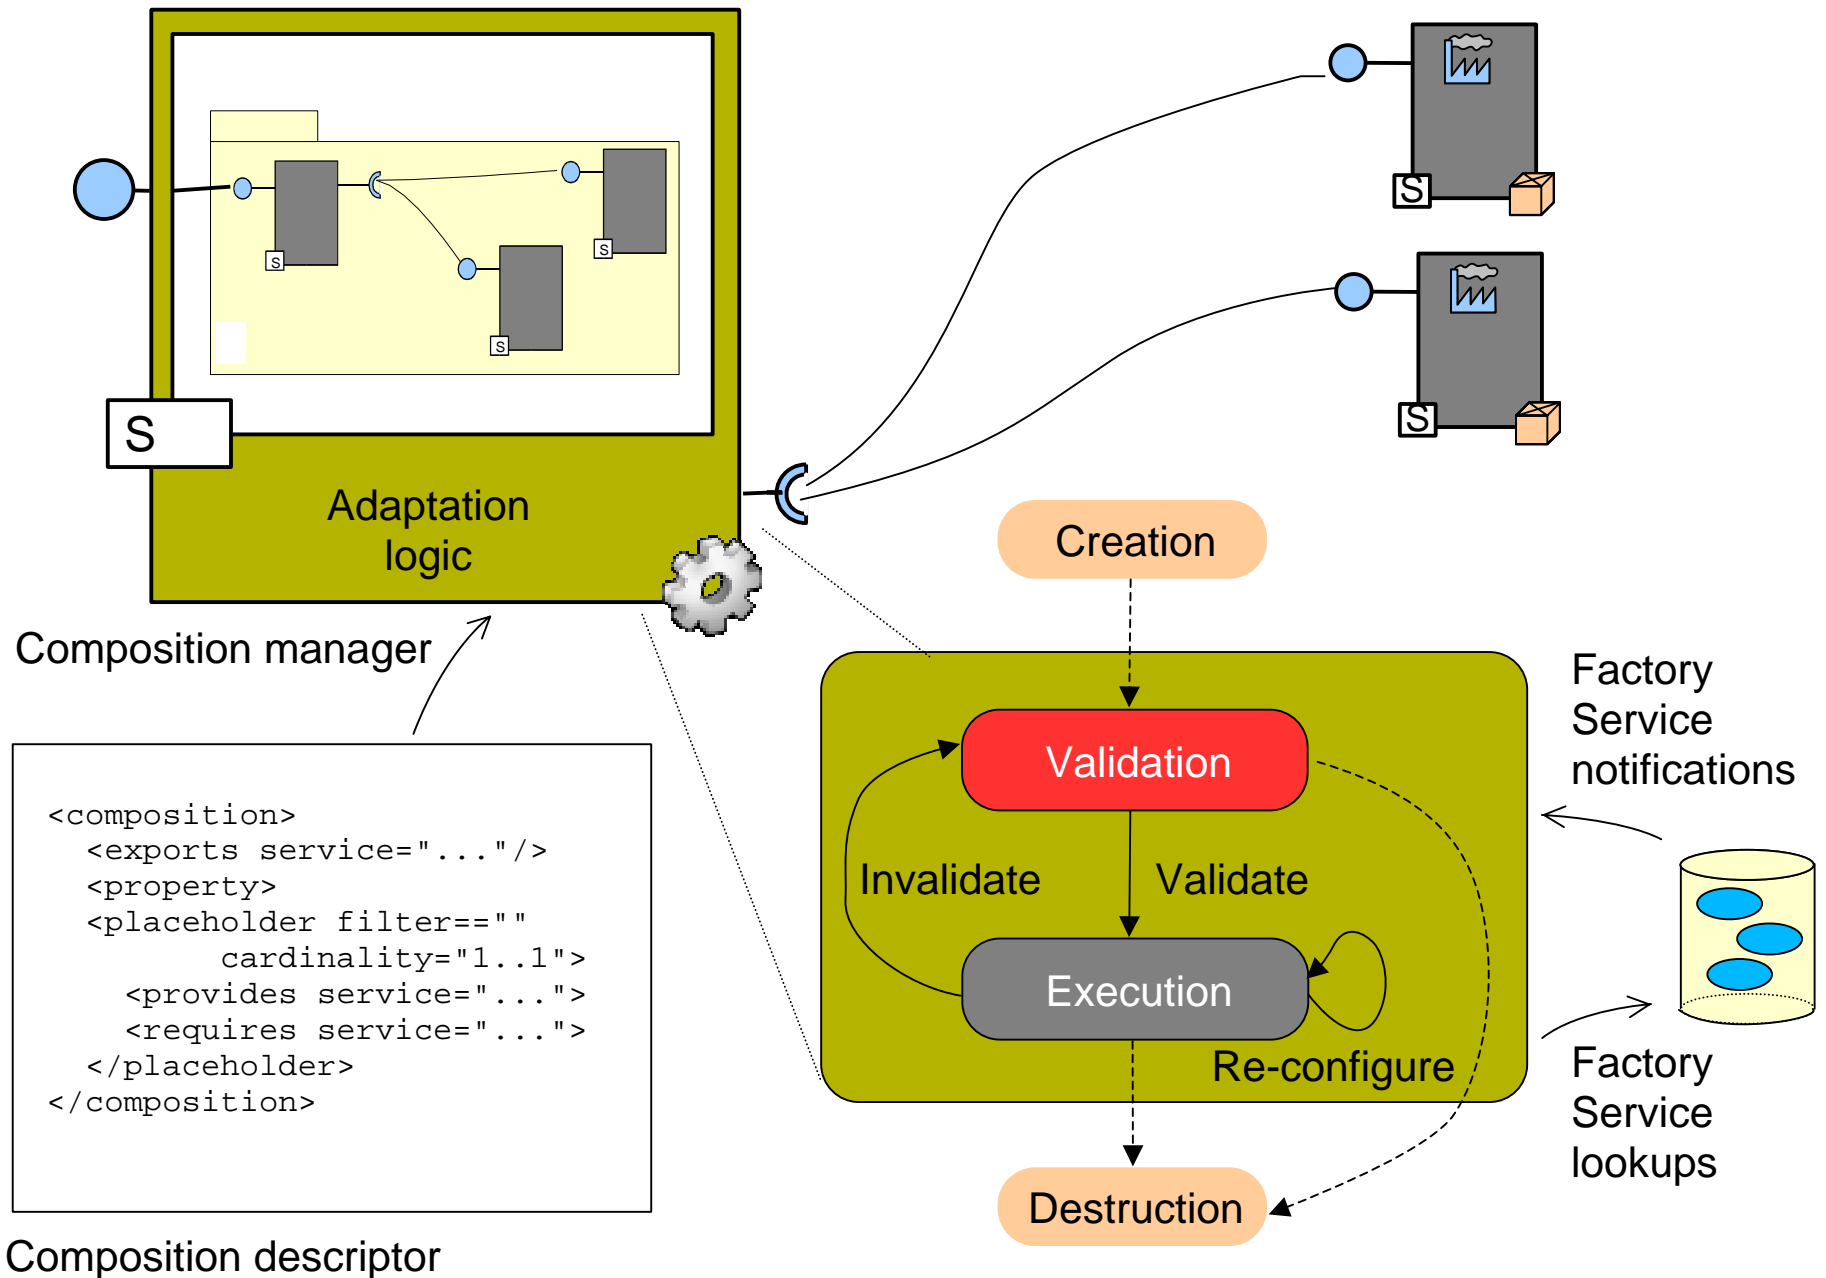 S
S
S
S
S
S
Adaptation
logic
Composition manager
Creation
Validation
Invalidate
Validate
Execution
Re-configure
Destruction
Factory
Service
notifications
Factory
Service
lookups
<composition>
  <exports service="..."/>
  <property>
  <placeholder filter==""
         cardinality="1..1">
    <provides service="...">
    <requires service="...">
  </placeholder>
</composition>
Composition descriptor